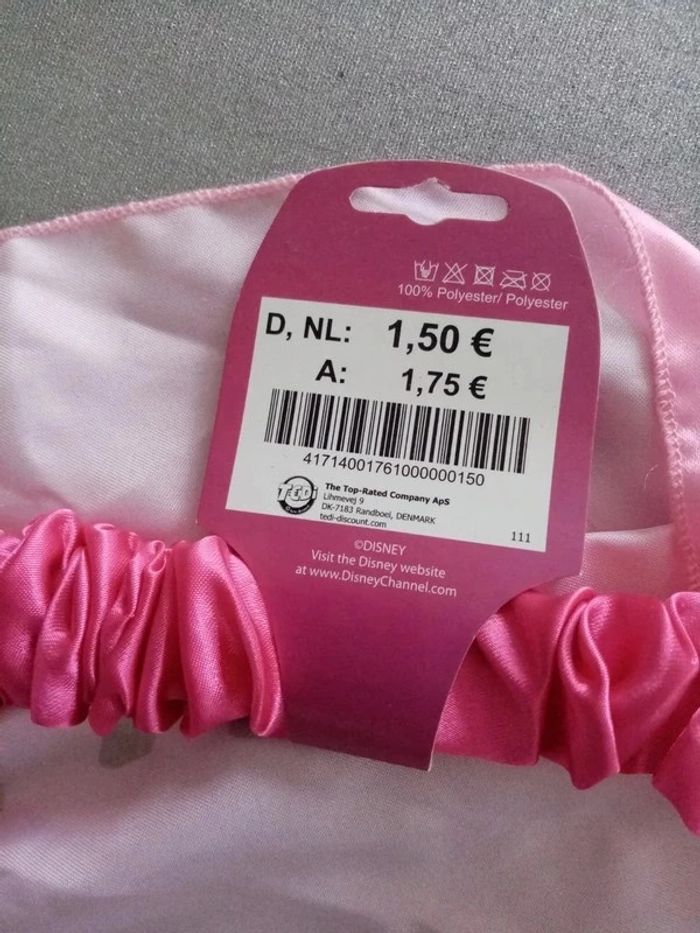 100% Polyester/ Polyester
D, NL: 1,50 €
A: 1,75 €
41714001761000000150
TEDi
The Top-Rated Company ApS
Lihmevej 9
DK-7183 Randboel, DENMARK
tedi-discount.com
111
©DISNEY
Visit the Disney website
at www.DisneyChannel.com